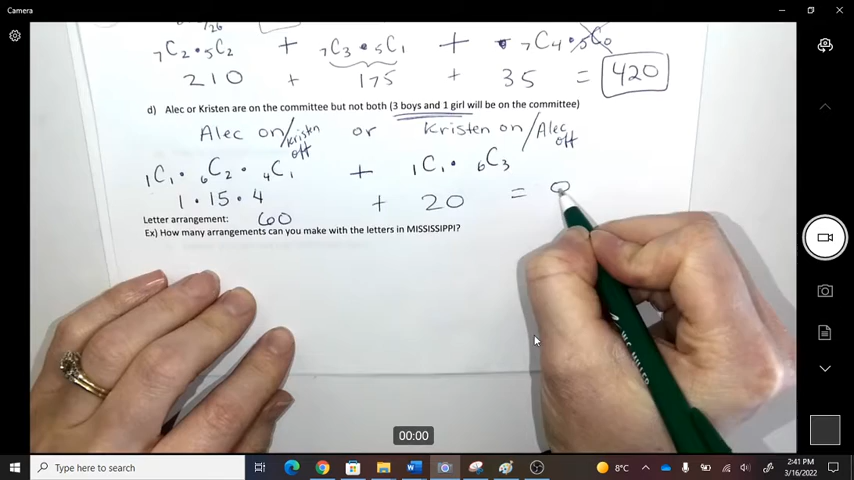 Camera
7C2 • 5C2 + 7C3 • 5C1 + 7C4 • 5C0
210 + 175 + 35 = 420
d) Alec or Kristen are on the committee but not both (3 boys and 1 girl will be on the committee)
Alec on/Kristen off or Kristen on/Alec off
1C1 • 6C2 • 4C1 + 1C1 • 6C3
1 • 15 • 4 + 20 =
Letter arrangement: 60
Ex) How many arrangements can you make with the letters in MISSISSIPPI?
00:00
Type here to search
8°C
2:41 PM
3/16/2022